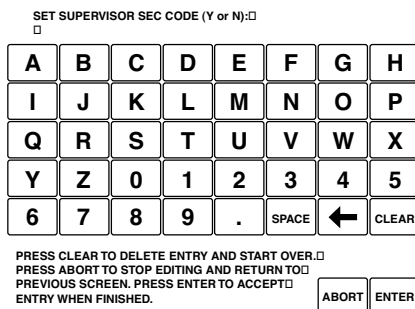 SET SUPERVISOR SEC CODE (Y or N):□
□
A B C D E F G H
I J K L M N O P
Q R S T U V W X
Y Z 0 1 2 3 4 5
6 7 8 9 . SPACE ← CLEAR
PRESS CLEAR TO DELETE ENTRY AND START OVER.□
PRESS ABORT TO STOP EDITING AND RETURN TO□
PREVIOUS SCREEN. PRESS ENTER TO ACCEPT□
ENTRY WHEN FINISHED.
ABORT ENTER